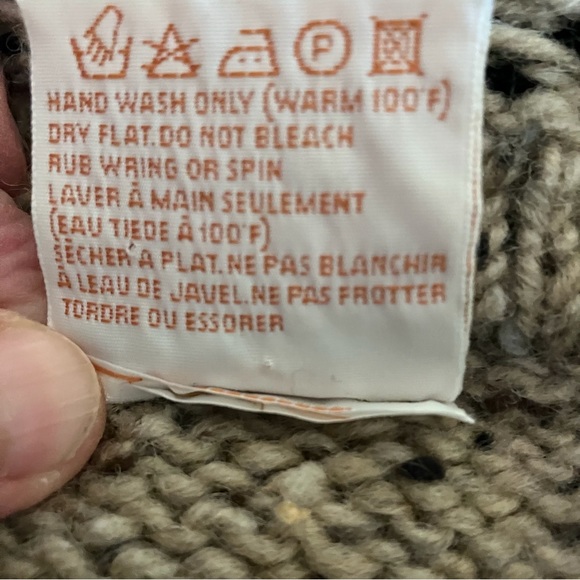 P
HAND WASH ONLY (WARM 100°F)
DRY FLAT.DO NOT BLEACH
RUB WRING OR SPIN
LAVER À MAIN SEULEMENT
(EAU TIEDE À 100°F)
SÈCHER A PLAT.NE PAS BLANCHIR
À LEAU DE JAVEL.NE PAS FROTTER
TORDRE OU ESSORER